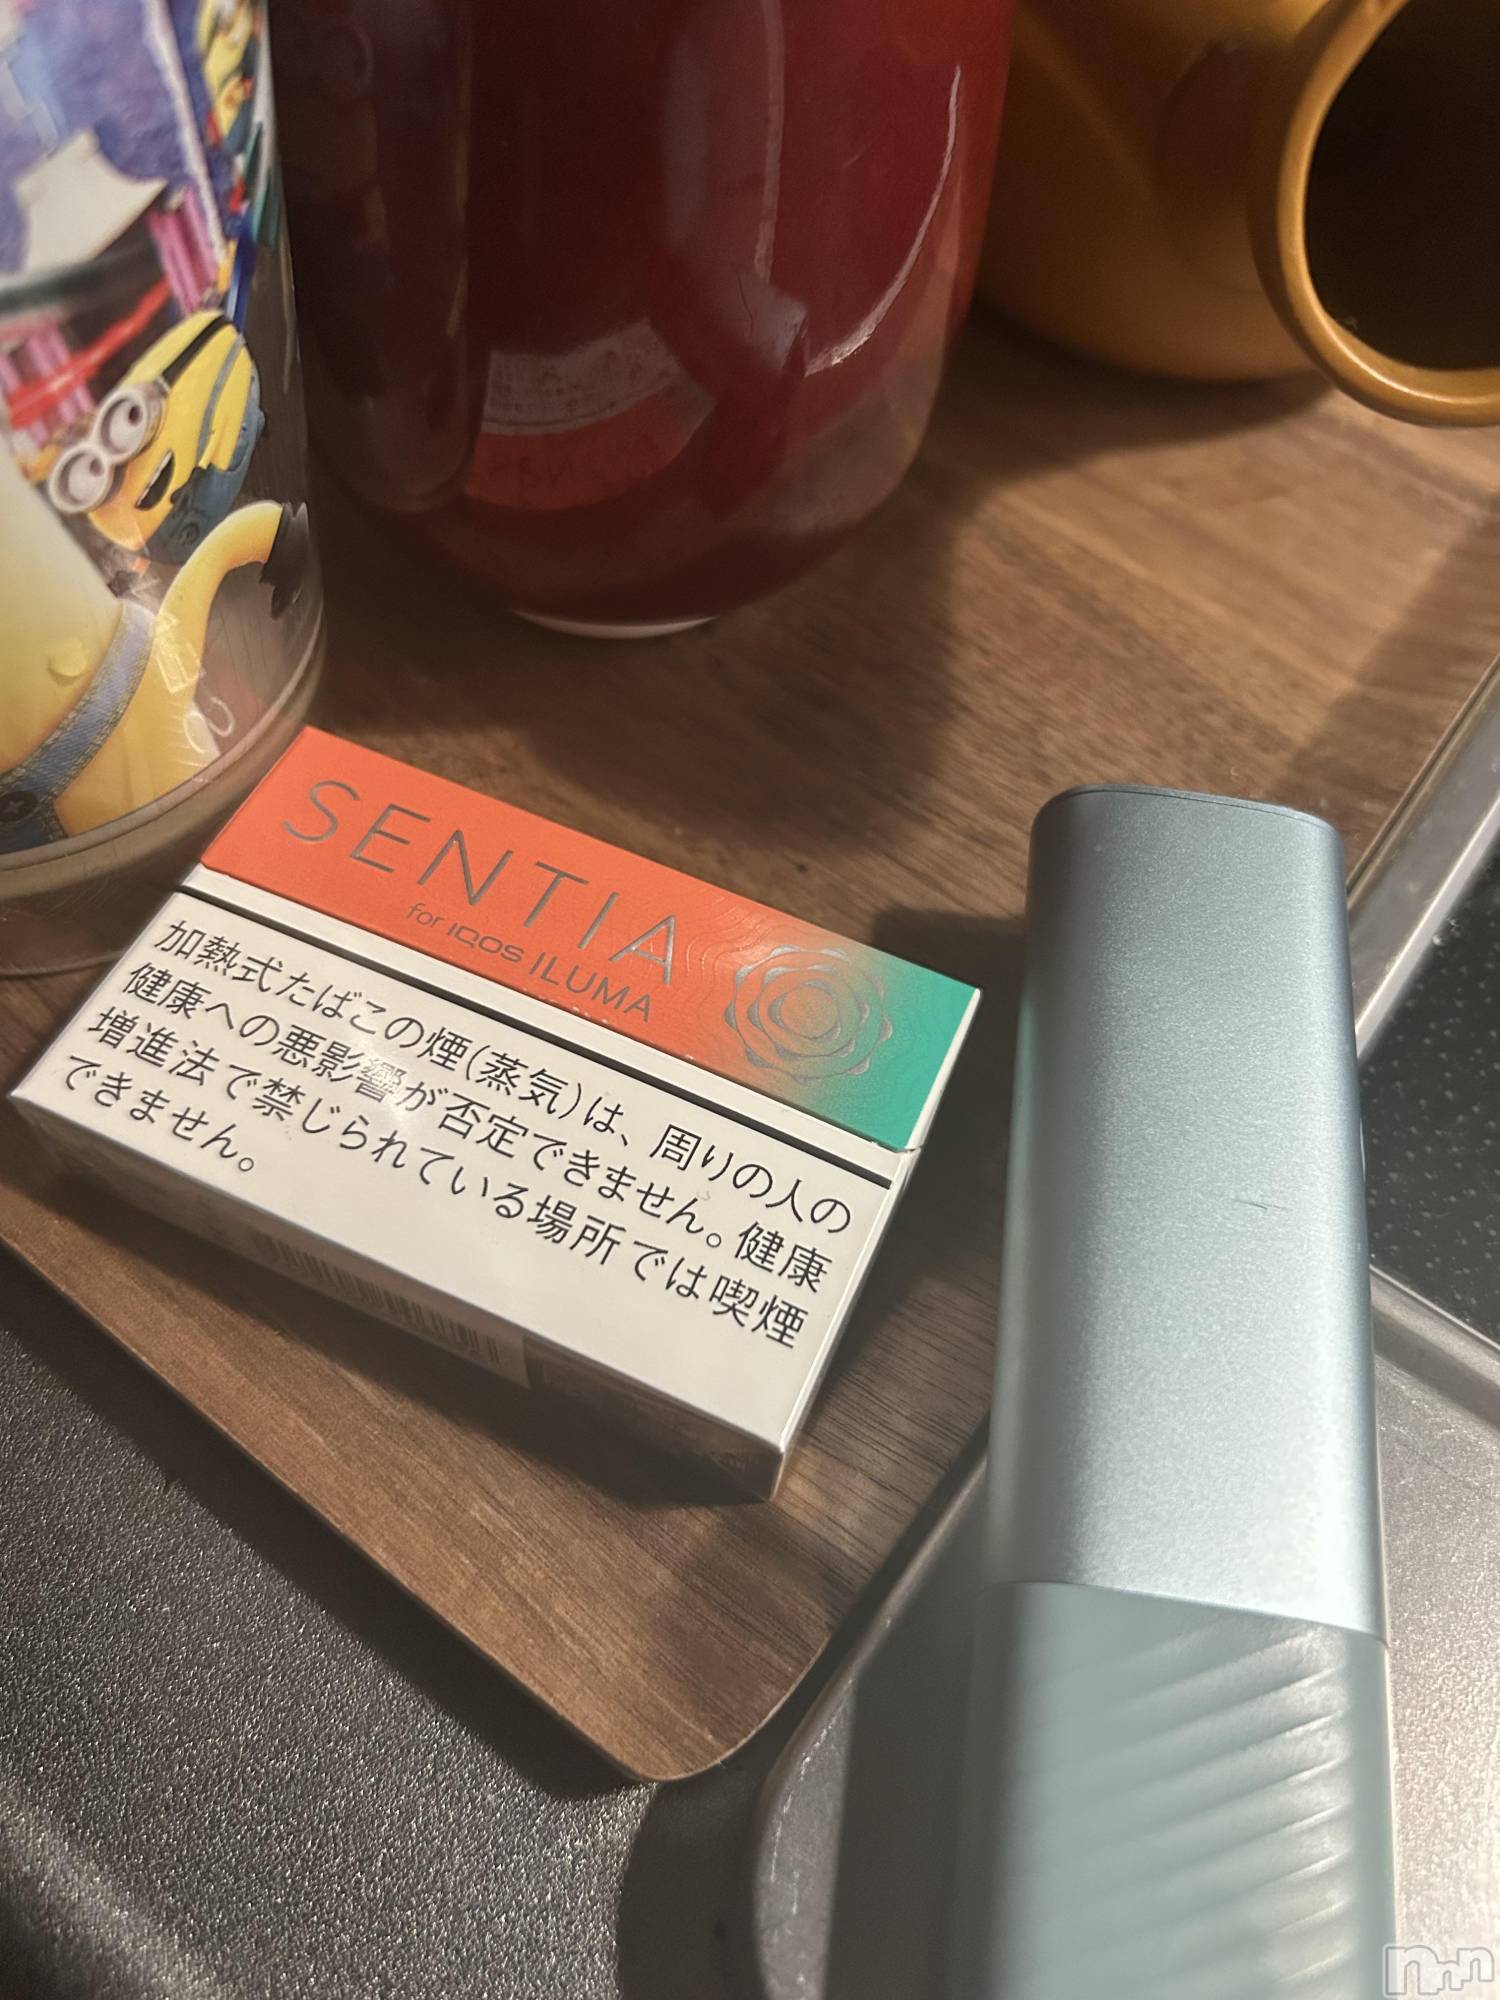 SENTIA
for IQOS ILUMA
加熱式たばこの煙(蒸気)は、周りの人の
健康への悪影響が否定できません。健康
増進法で禁じられている場所では喫煙
できません。